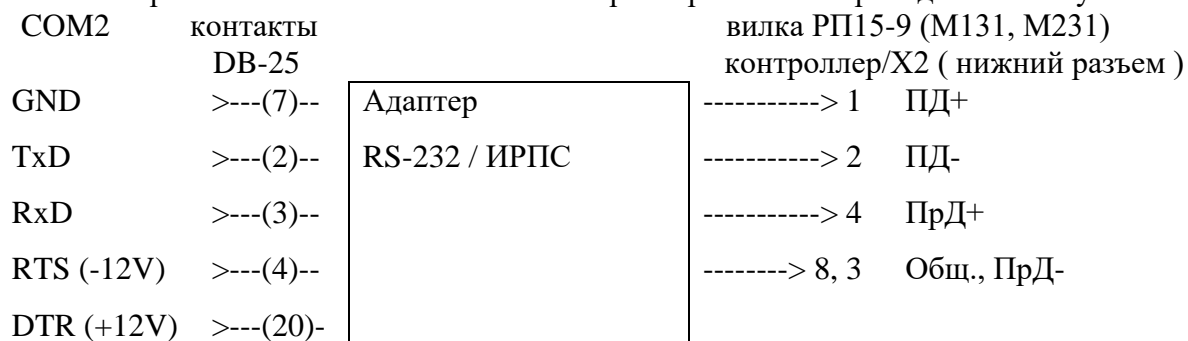 COM2 контакты вилка РП15-9 (М131, М231)
DB-25 контроллер/Х2 ( нижний разъем )
GND >---(7)-- Адаптер -----------> 1 ПД+
TxD >---(2)-- RS-232 / ИРПС -----------> 2 ПД-
RxD >---(3)-- -----------> 4 ПрД+
RTS (-12V) >---(4)-- --------> 8, 3 Общ., ПрД-
DTR (+12V) >---(20)-